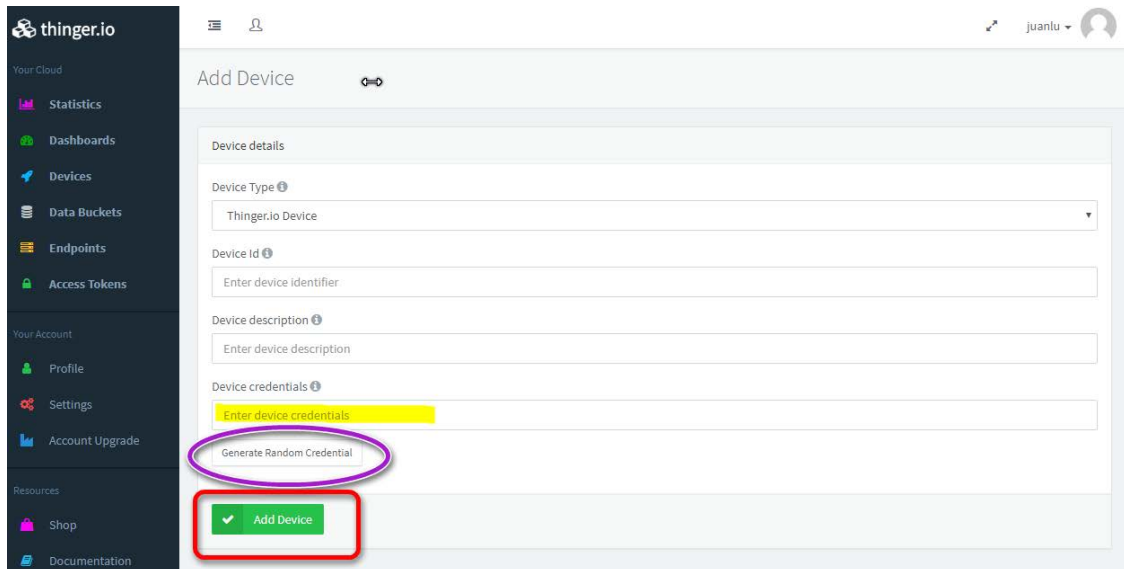 thinger.io
juanlu
Your Cloud
Statistics
Dashboards
Devices
Data Buckets
Endpoints
Access Tokens
Your Account
Profile
Settings
Account Upgrade
Resources
Shop
Documentation
Add Device
Device details
Device Type
Thinger.io Device
Device Id
Enter device identifier
Device description
Enter device description
Device credentials
Enter device credentials
Generate Random Credential
Add Device